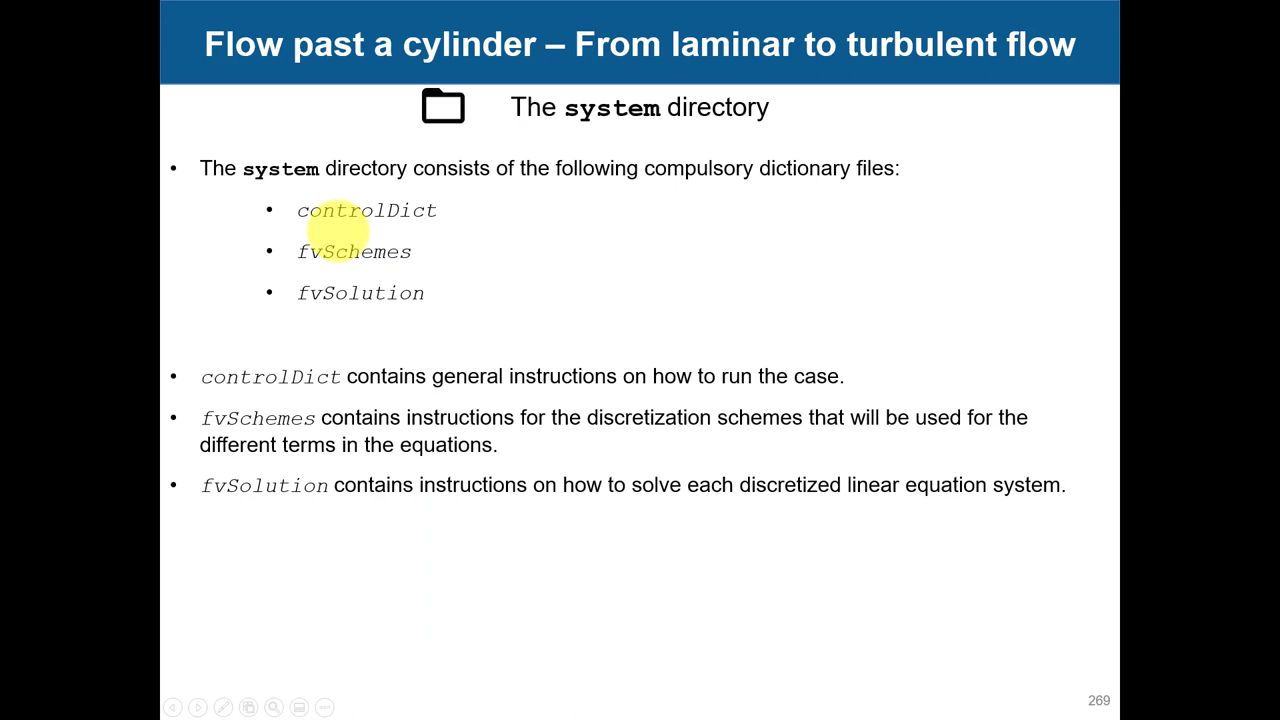 Flow past a cylinder – From laminar to turbulent flow
The system directory
• The system directory consists of the following compulsory dictionary files:
• controlDict
• fvSchemes
• fvSolution
• controlDict contains general instructions on how to run the case.
• fvSchemes contains instructions for the discretization schemes that will be used for the
different terms in the equations.
• fvSolution contains instructions on how to solve each discretized linear equation system.
269